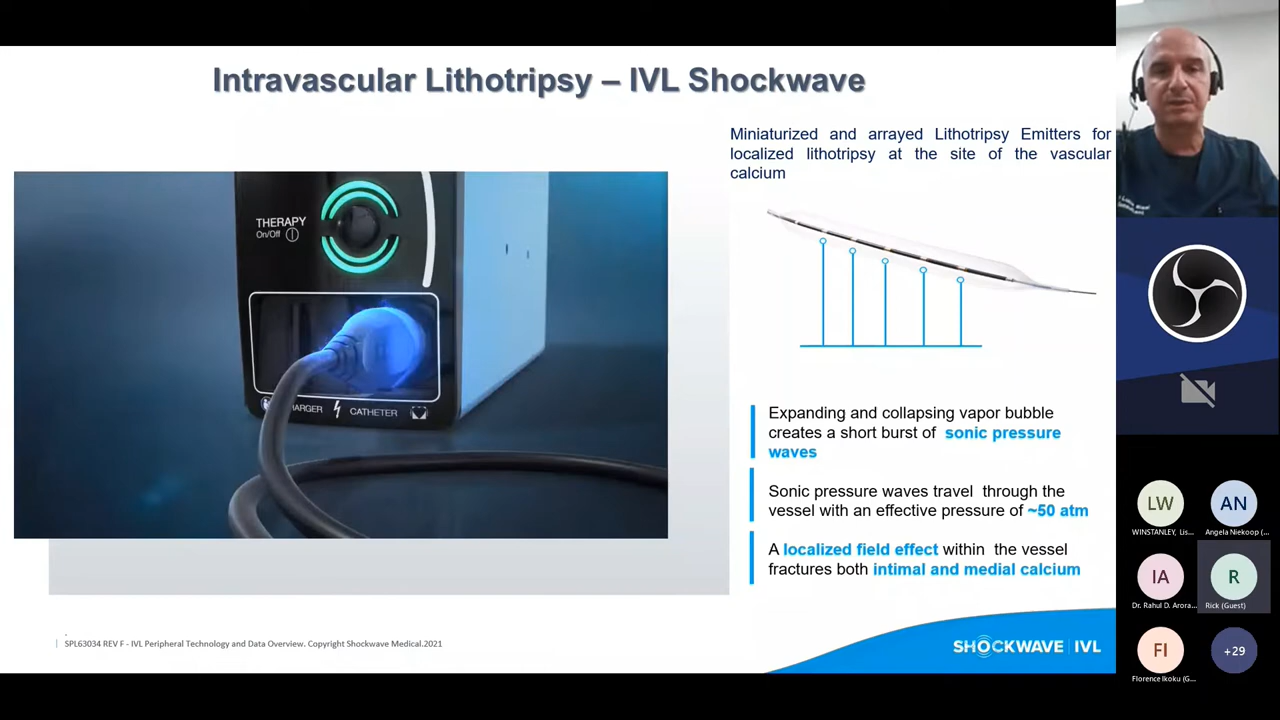 Intravascular Lithotripsy – IVL Shockwave
Miniaturized and arrayed Lithotripsy Emitters for
localized lithotripsy at the site of the vascular
calcium
THERAPY
On/Off
CATHETER
Expanding and collapsing vapor bubble
creates a short burst of sonic pressure
waves
Sonic pressure waves travel through the
vessel with an effective pressure of ~50 atm
A localized field effect within the vessel
fractures both intimal and medial calcium
SPL63034 REV F - IVL Peripheral Technology and Data Overview. Copyright Shockwave Medical.2021
SHOCKWAVE | IVL
LW
WINSTANLEY, Lis...
AN
Angela Niekoop (...
IA
Dr. Rahul D. Arora...
R
Rick (Guest)
FI
Florence Ikoku (G...
+29